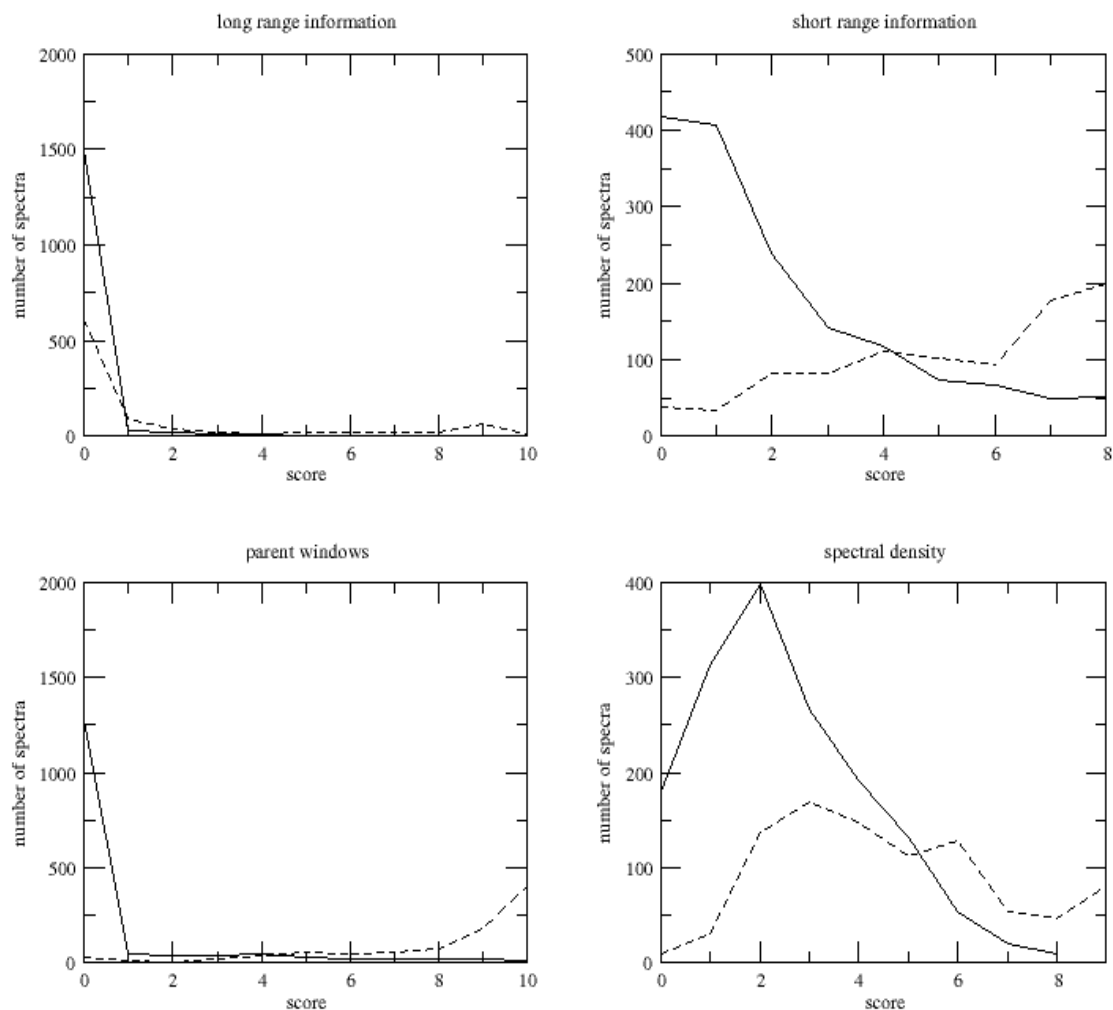 long range information
2000
1500
1000
500
0
0 2 4 6 8 10
score
number of spectra
short range information
500
400
300
200
100
0
0 2 4 6 8
score
number of spectra
parent windows
2000
1500
1000
500
0
0 2 4 6 8 10
score
number of spectra
spectral density
400
300
200
100
0
0 2 4 6 8
score
number of spectra